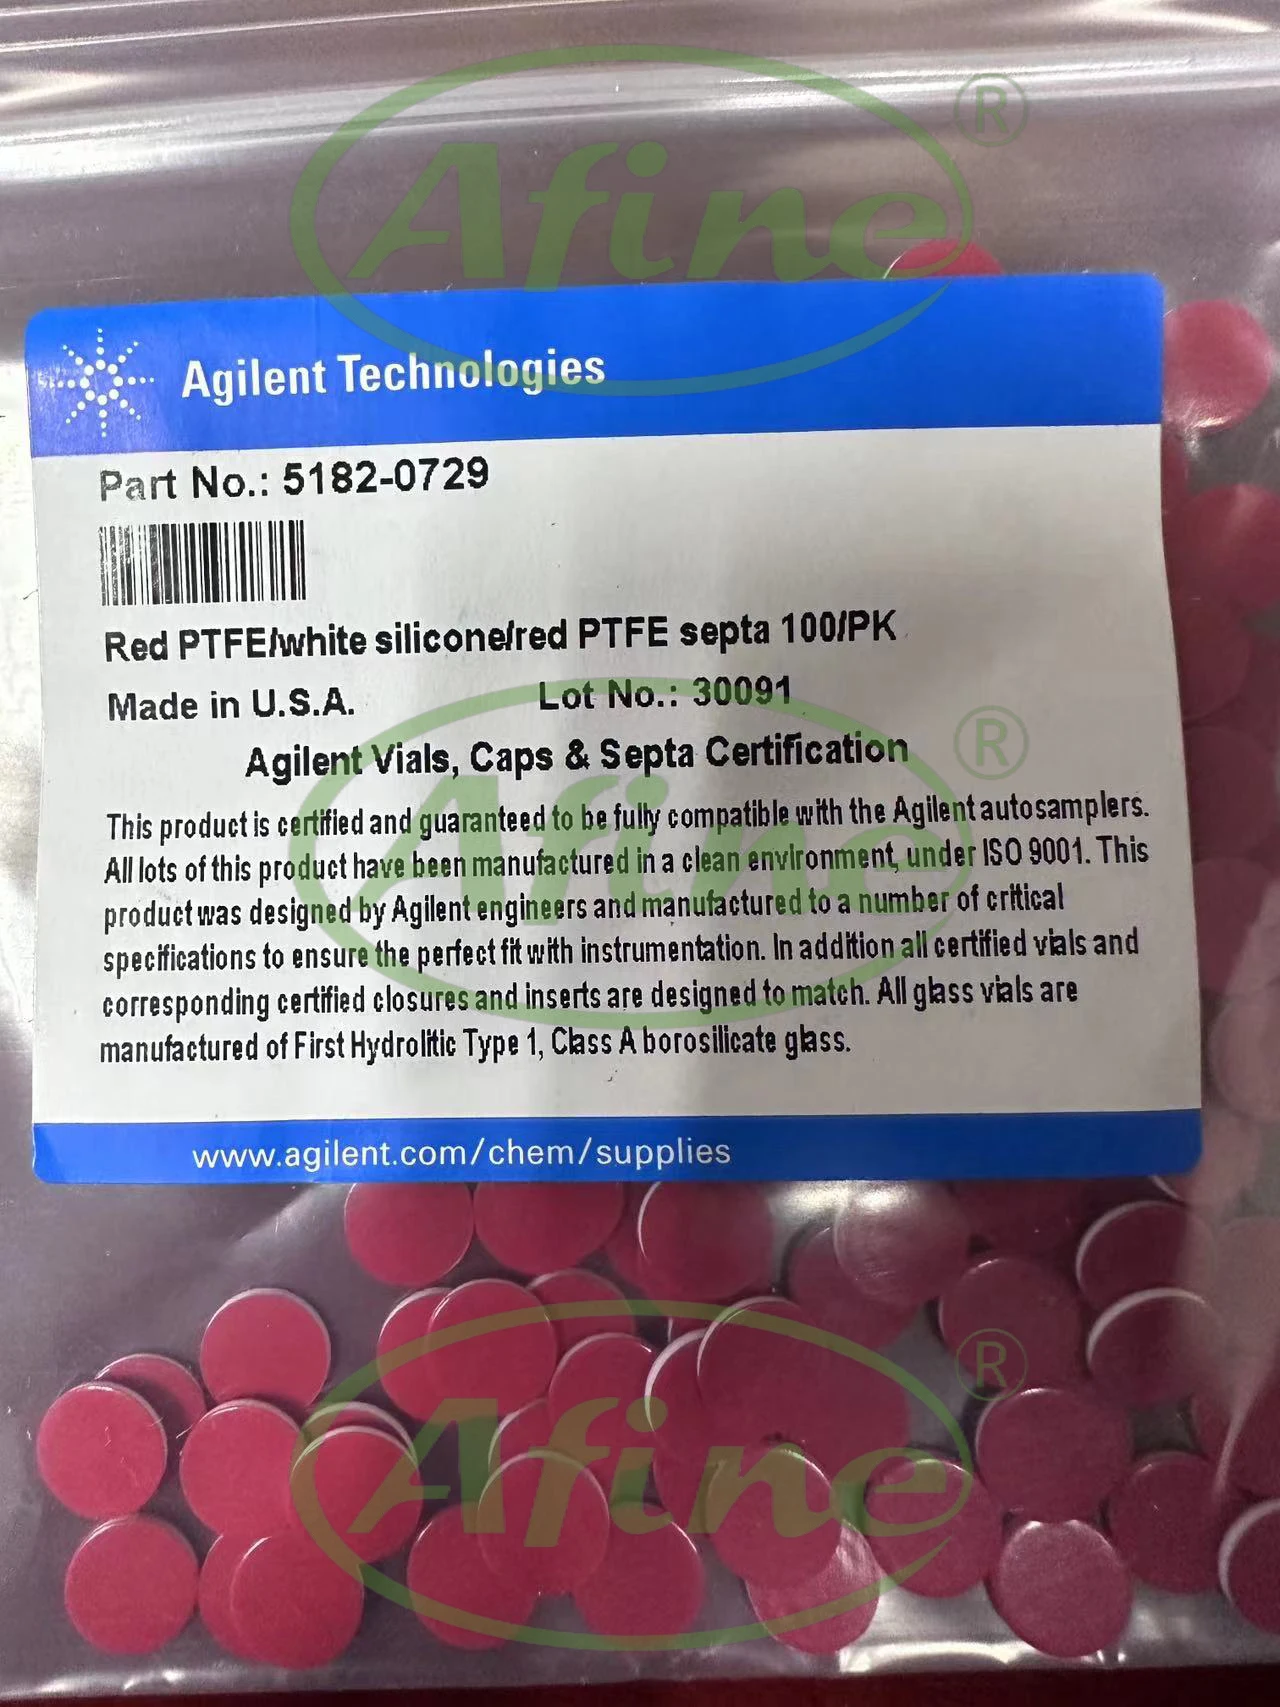 Afine ®
Agilent Technologies
Part No.: 5182-0729
Red PTFE/white silicone/red PTFE septa 100/PK
Made in U.S.A. Lot No.: 30091
Agilent Vials, Caps & Septa Certification
This product is certified and guaranteed to be fully compatible with the Agilent autosamplers.
All lots of this product have been manufactured in a clean environment, under ISO 9001. This
product was designed by Agilent engineers and manufactured to a number of critical
specifications to ensure the perfect fit with instrumentation. In addition all certified vials and
corresponding certified closures and inserts are designed to match. All glass vials are
manufactured of First Hydrolitic Type 1, Class A borosilicate glass.
Afine ®
www.agilent.com/chem/supplies
Afine ®